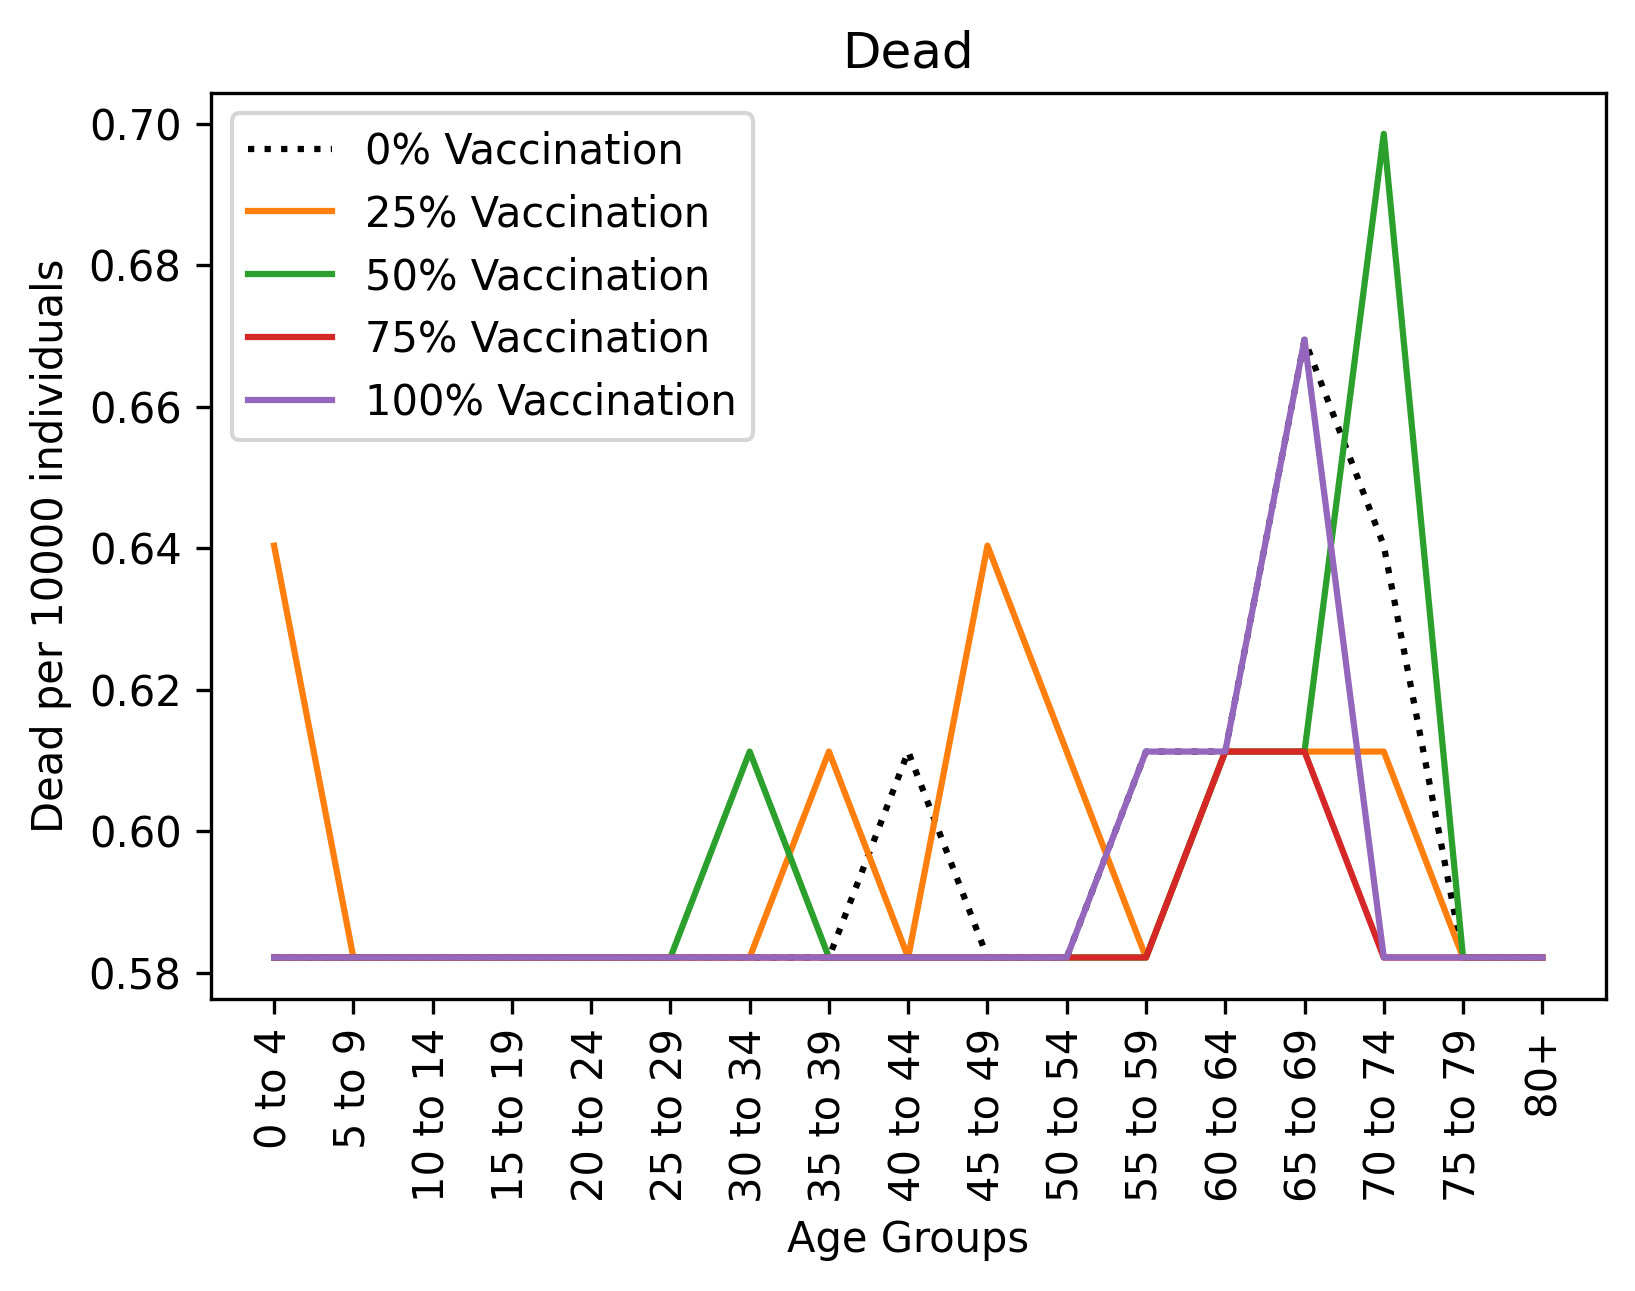 Dead
0.70
0.68
0.66
0.64
0.62
0.60
0.58
Dead per 10000 individuals
0% Vaccination
25% Vaccination
50% Vaccination
75% Vaccination
100% Vaccination
0 to 4
5 to 9
10 to 14
15 to 19
20 to 24
25 to 29
30 to 34
35 to 39
40 to 44
45 to 49
50 to 54
55 to 59
60 to 64
65 to 69
70 to 74
75 to 79
80+
Age Groups